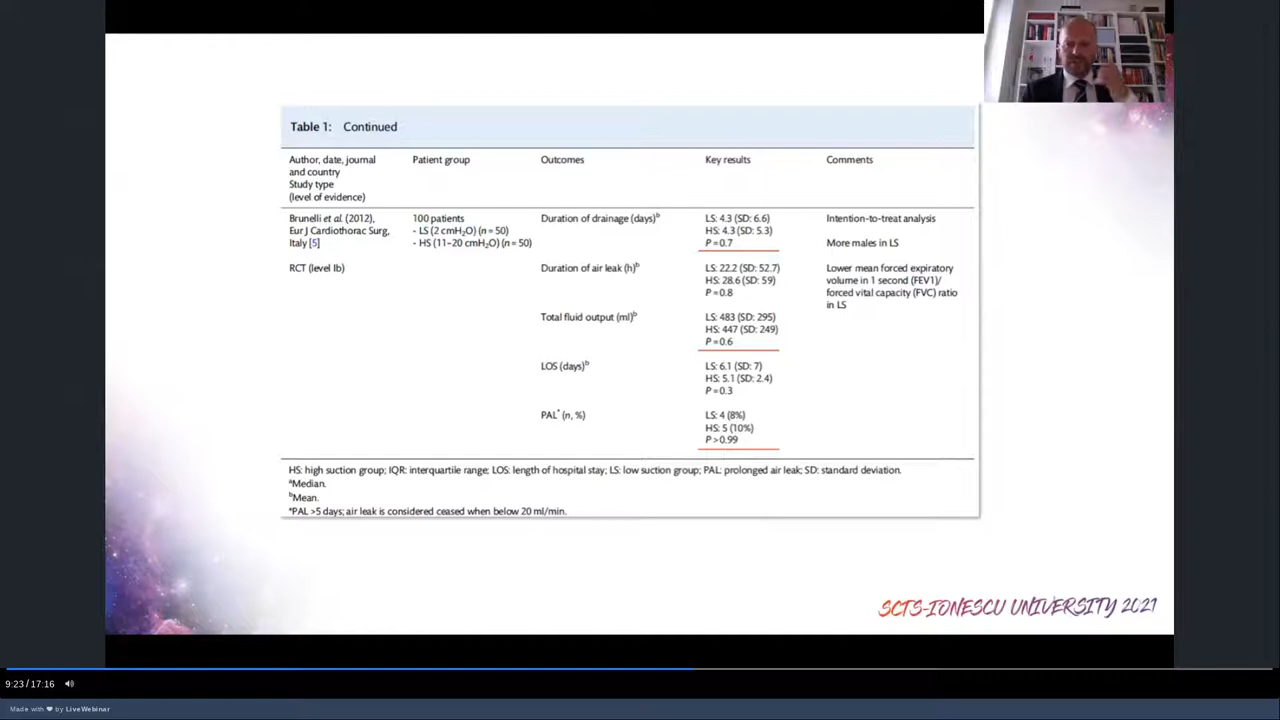 Table 1: Continued
Author, date, journal and country
Study type
(level of evidence)
Patient group
Outcomes
Key results
Comments
Brunelli et al. (2012),
Eur J Cardiothorac Surg,
Italy [5]
RCT (level Ib)
100 patients
- LS (2 cmH₂O) (n = 50)
- HS (11–20 cmH₂O) (n = 50)
Duration of drainage (days)ᵇ
LS: 4.3 (SD: 6.6)
HS: 4.3 (SD: 5.3)
P = 0.7
Intention-to-treat analysis
More males in LS
Duration of air leak (h)ᵇ
LS: 22.2 (SD: 52.7)
HS: 28.6 (SD: 59)
P = 0.8
Lower mean forced expiratory
volume in 1 second (FEV1)/
forced vital capacity (FVC) ratio
in LS
Total fluid output (ml)ᵇ
LS: 483 (SD: 295)
HS: 447 (SD: 249)
P = 0.6
LOS (days)ᵇ
LS: 6.1 (SD: 7)
HS: 5.1 (SD: 2.4)
P = 0.3
PAL* (n, %)
LS: 4 (8%)
HS: 5 (10%)
P > 0.99
HS: high suction group; IQR: interquartile range; LOS: length of hospital stay; LS: low suction group; PAL: prolonged air leak; SD: standard deviation.
ᵃMedian.
ᵇMean.
*PAL >5 days; air leak is considered ceased when below 20 ml/min.
SCTS-IONESCU UNIVERSITY 2021
9:23 / 17:16
Made with ❤ by LiveWebinar